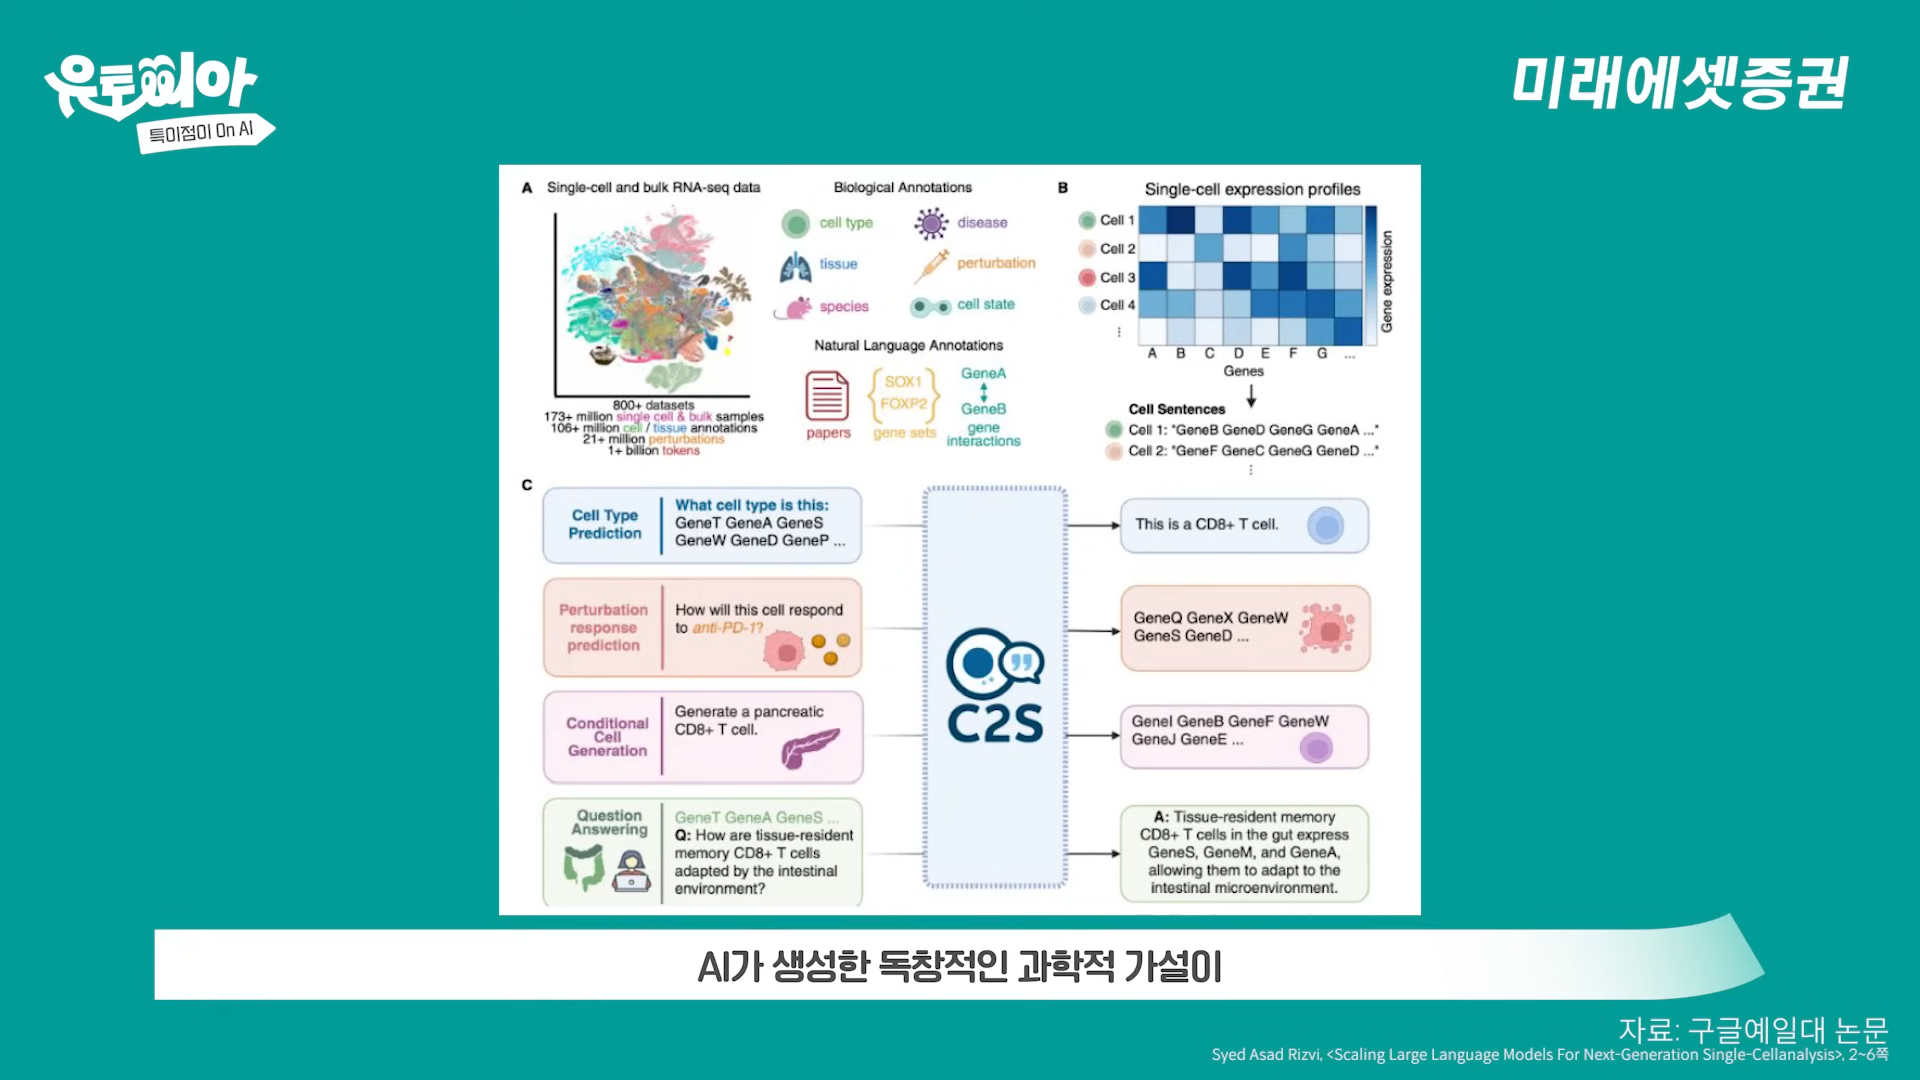 유토피아
특이점이 On AI
미래에셋증권
A Single-cell and bulk RNA-seq data
800+ datasets
173+ million single cell & bulk samples
106+ million cell / tissue annotations
21+ million perturbations
1+ billion tokens
Biological Annotations
cell type
disease
tissue
perturbation
species
cell state
Natural Language Annotations
papers
SOX1
FOXP2
gene sets
GeneA
GeneB
gene
interactions
B Single-cell expression profiles
Cell 1
Cell 2
Cell 3
Cell 4
⋮
A B C D E F G ...
Genes
Gene expression
Cell Sentences
Cell 1: "GeneB GeneD GeneG GeneA ..."
Cell 2: "GeneF GeneC GeneG GeneD ..."
⋮
C
Cell Type
Prediction
What cell type is this:
GeneT GeneA GeneS
GeneW GeneD GeneP ...
This is a CD8+ T cell.
Perturbation
response
prediction
How will this cell respond
to anti-PD-1?
GeneQ GeneX GeneW
GeneS GeneD ...
Conditional
Cell
Generation
Generate a pancreatic
CD8+ T cell.
GeneI GeneB GeneF GeneW
GeneJ GeneE ...
Question
Answering
GeneT GeneA GeneS ...
Q: How are tissue-resident
memory CD8+ T cells
adapted by the intestinal
environment?
C2S
A: Tissue-resident memory
CD8+ T cells in the gut express
GeneS, GeneM, and GeneA,
allowing them to adapt to the
intestinal microenvironment.
AI가 생성한 독창적인 과학적 가설이
자료: 구글예일대 논문
Syed Asad Rizvi, <Scaling Large Language Models For Next-Generation Single-Cellanalysis>, 2~6쪽